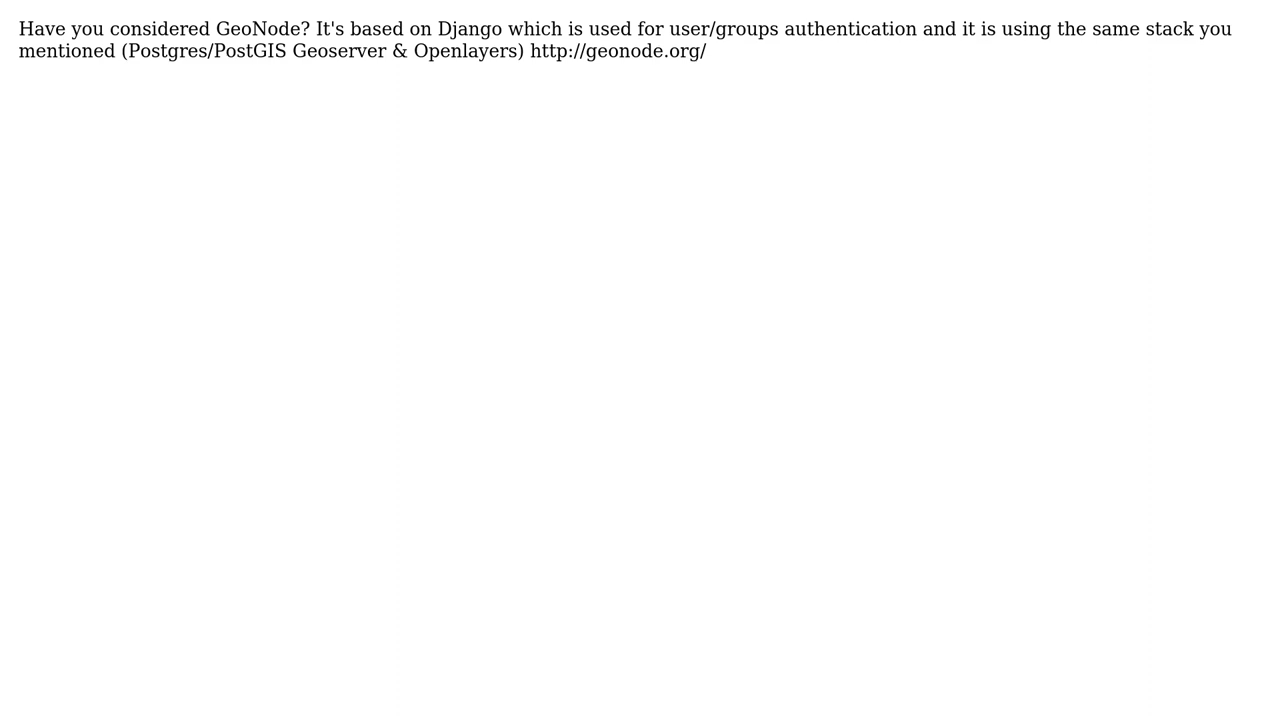 Have you considered GeoNode? It's based on Django which is used for user/groups authentication and it is using the same stack you
mentioned (Postgres/PostGIS Geoserver & Openlayers) http://geonode.org/